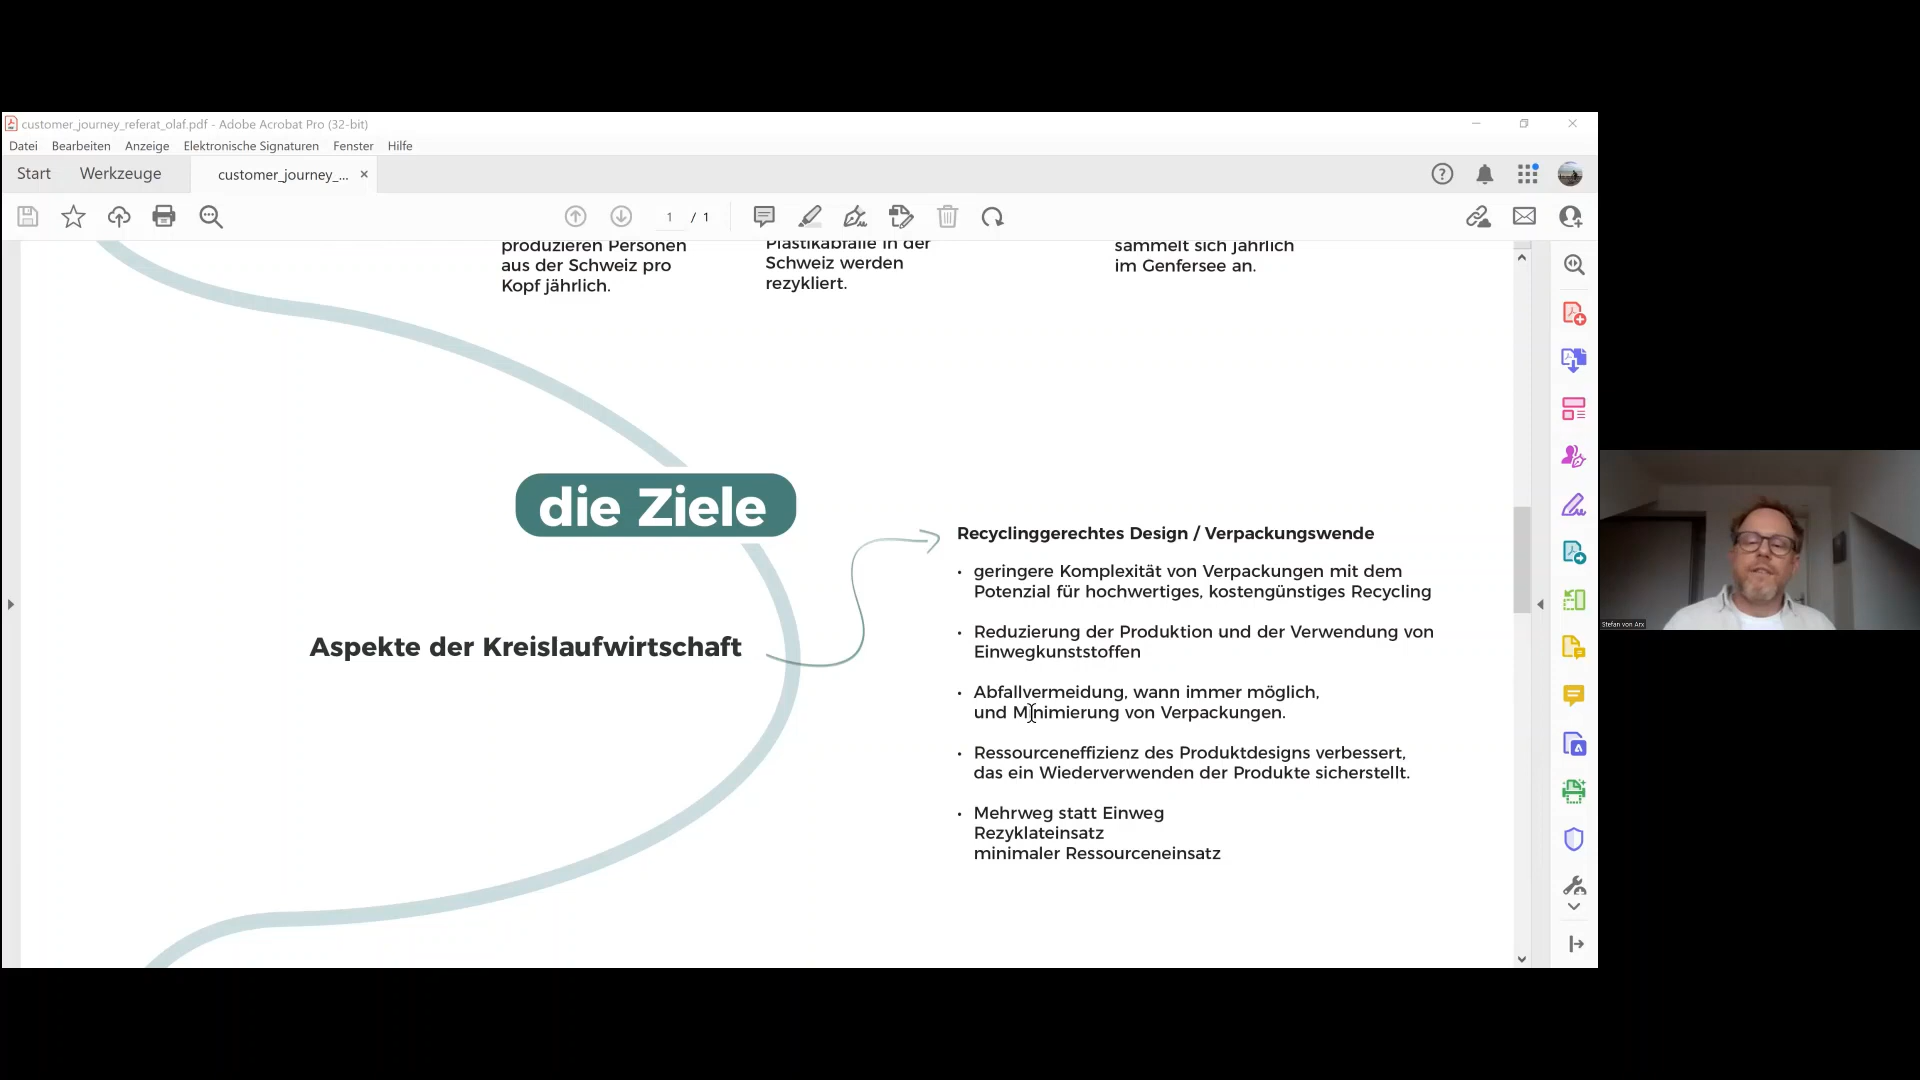 customer_journey_referat_olaf.pdf - Adobe Acrobat Pro (32-bit)
Datei Bearbeiten Anzeige Elektronische Signaturen Fenster Hilfe
Start Werkzeuge customer_journey_... ×
1 / 1
produzieren Personen
aus der Schweiz pro
Kopf jährlich.
Plastikabfälle in der
Schweiz werden
rezykliert.
sammelt sich jährlich
im Genfersee an.
die Ziele
Aspekte der Kreislaufwirtschaft
Recyclinggerechtes Design / Verpackungswende
• geringere Komplexität von Verpackungen mit dem
Potenzial für hochwertiges, kostengünstiges Recycling
• Reduzierung der Produktion und der Verwendung von
Einwegkunststoffen
• Abfallvermeidung, wann immer möglich,
und Minimierung von Verpackungen.
• Ressourceneffizienz des Produktdesigns verbessert,
das ein Wiederverwenden der Produkte sicherstellt.
• Mehrweg statt Einweg
Rezyklateinsatz
minimaler Ressourceneinsatz
Stefan von Arx